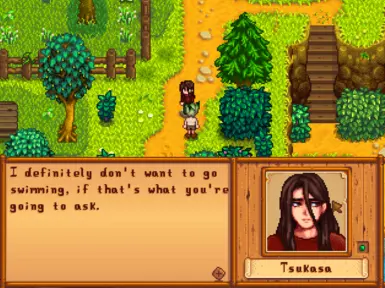 I definitely don't want to go
swimming, if that's what you're
going to ask.
Tsukasa